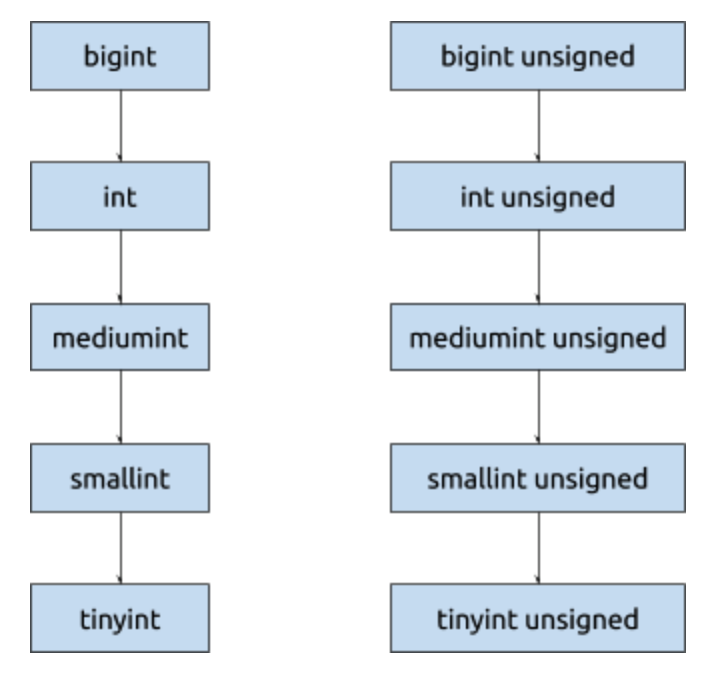 bigint
bigint unsigned
int
int unsigned
mediumint
mediumint unsigned
smallint
smallint unsigned
tinyint
tinyint unsigned